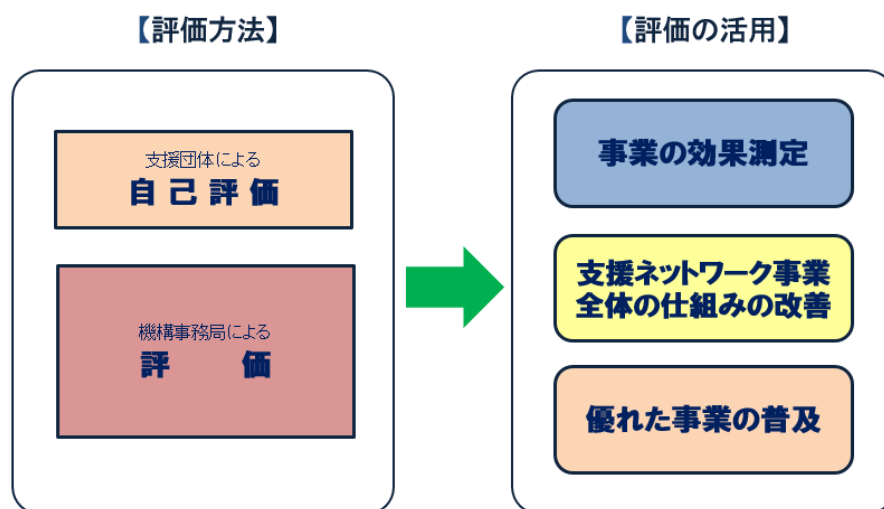 【評価方法】
支援団体による
自己評価
機構事務局による
評　価
【評価の活用】
事業の効果測定
支援ネットワーク事業
全体の仕組みの改善
優れた事業の普及